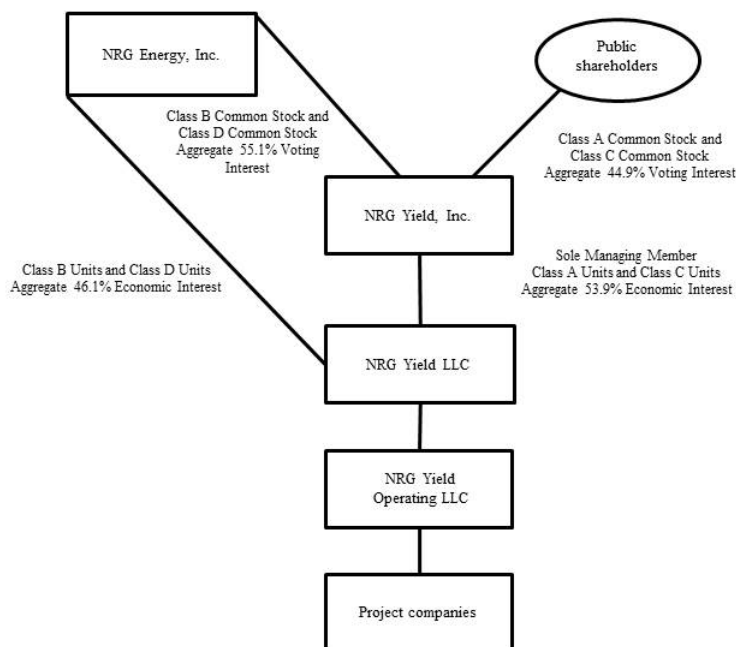 NRG Energy, Inc.
Public
shareholders
Class B Common Stock and
Class D Common Stock
Aggregate 55.1% Voting
Interest
Class A Common Stock and
Class C Common Stock
Aggregate 44.9% Voting Interest
NRG Yield, Inc.
Class B Units and Class D Units
Aggregate 46.1% Economic Interest
Sole Managing Member
Class A Units and Class C Units
Aggregate 53.9% Economic Interest
NRG Yield LLC
NRG Yield
Operating LLC
Project companies